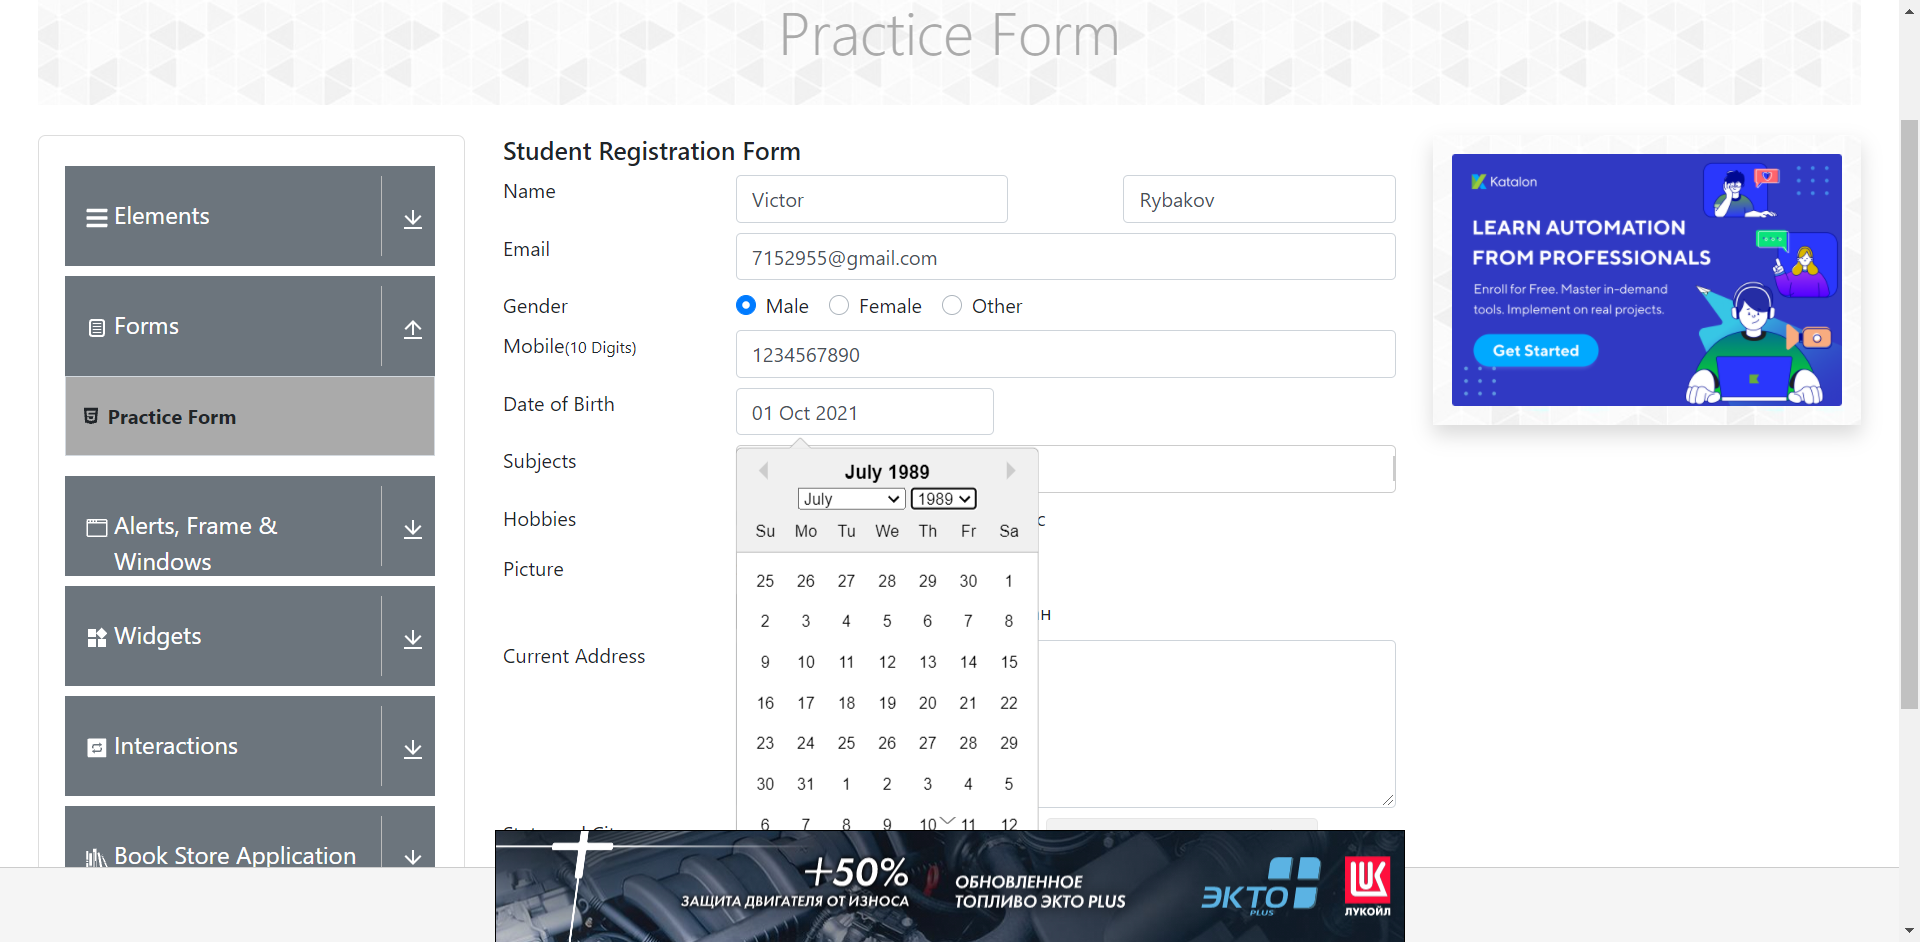 Practice Form
Elements
Forms
Practice Form
Alerts, Frame &
Windows
Widgets
Interactions
Book Store Application
Student Registration Form
Name
Victor
Rybakov
Email
7152955@gmail.com
Gender
Male
Female
Other
Mobile(10 Digits)
1234567890
Date of Birth
01 Oct 2021
Subjects
July 1989
July
1989
Su Mo Tu We Th Fr Sa
25 26 27 28 29 30 1
2 3 4 5 6 7 8
9 10 11 12 13 14 15
16 17 18 19 20 21 22
23 24 25 26 27 28 29
30 31 1 2 3 4 5
6 7 8 9 10 11 12
Hobbies
Picture
Current Address
Katalon
LEARN AUTOMATION
FROM PROFESSIONALS
Enroll for Free. Master in-demand
tools. Implement on real projects.
Get Started
+50%
ЗАЩИТА ДВИГАТЕЛЯ ОТ ИЗНОСА
ОБНОВЛЕННОЕ
ТОПЛИВО ЭКТО PLUS
ЭКТО
PLUS
ЛУКОЙЛ